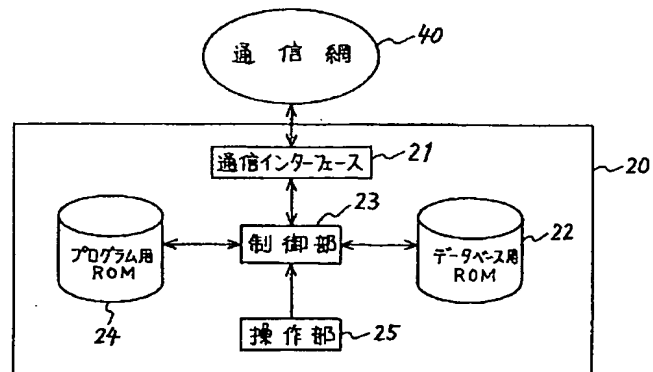 通信網
40
通信インターフェース
21
20
23
制御部
プログラム用
ROM
24
データベース用
ROM
22
操作部
25